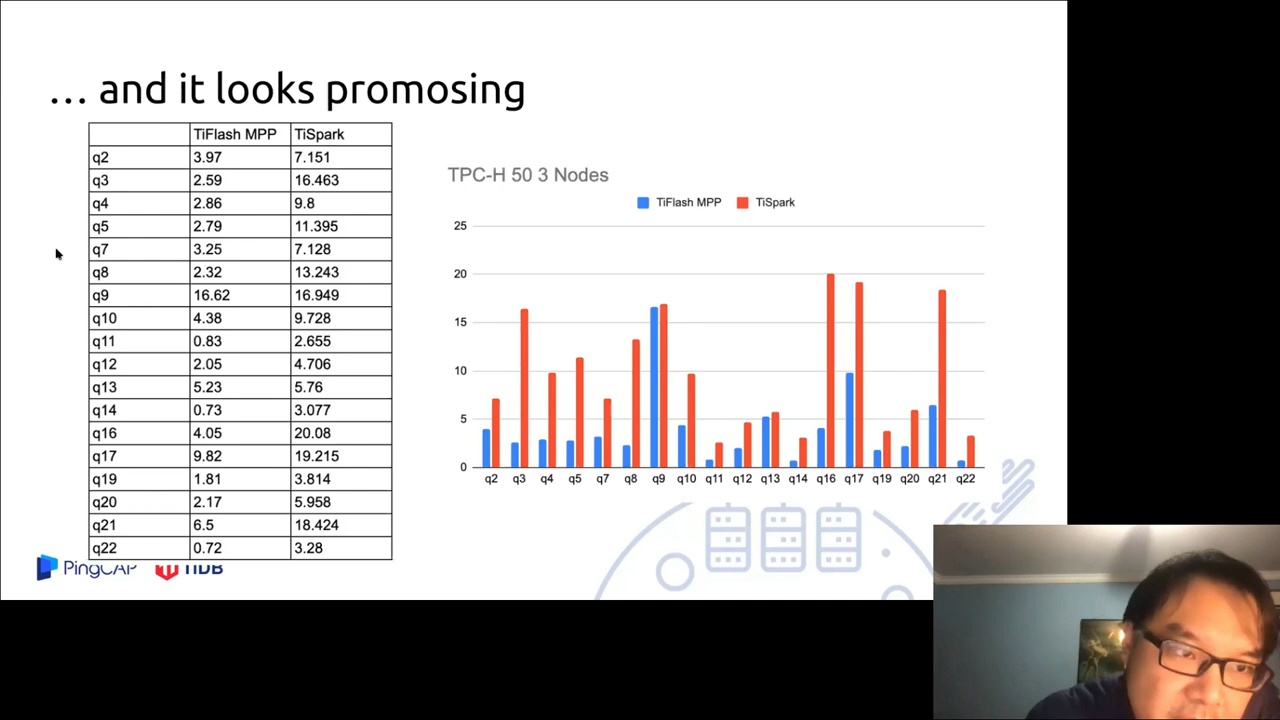 … and it looks promosing
TiFlash MPP TiSpark
q2 3.97 7.151
q3 2.59 16.463
q4 2.86 9.8
q5 2.79 11.395
q7 3.25 7.128
q8 2.32 13.243
q9 16.62 16.949
q10 4.38 9.728
q11 0.83 2.655
q12 2.05 4.706
q13 5.23 5.76
q14 0.73 3.077
q16 4.05 20.08
q17 9.82 19.215
q19 1.81 3.814
q20 2.17 5.958
q21 6.5 18.424
q22 0.72 3.28
TPC-H 50 3 Nodes
TiFlash MPP TiSpark
25
20
15
10
5
0
q2 q3 q4 q5 q7 q8 q9 q10 q11 q12 q13 q14 q16 q17 q19 q20 q21 q22
PingCAP TiDB